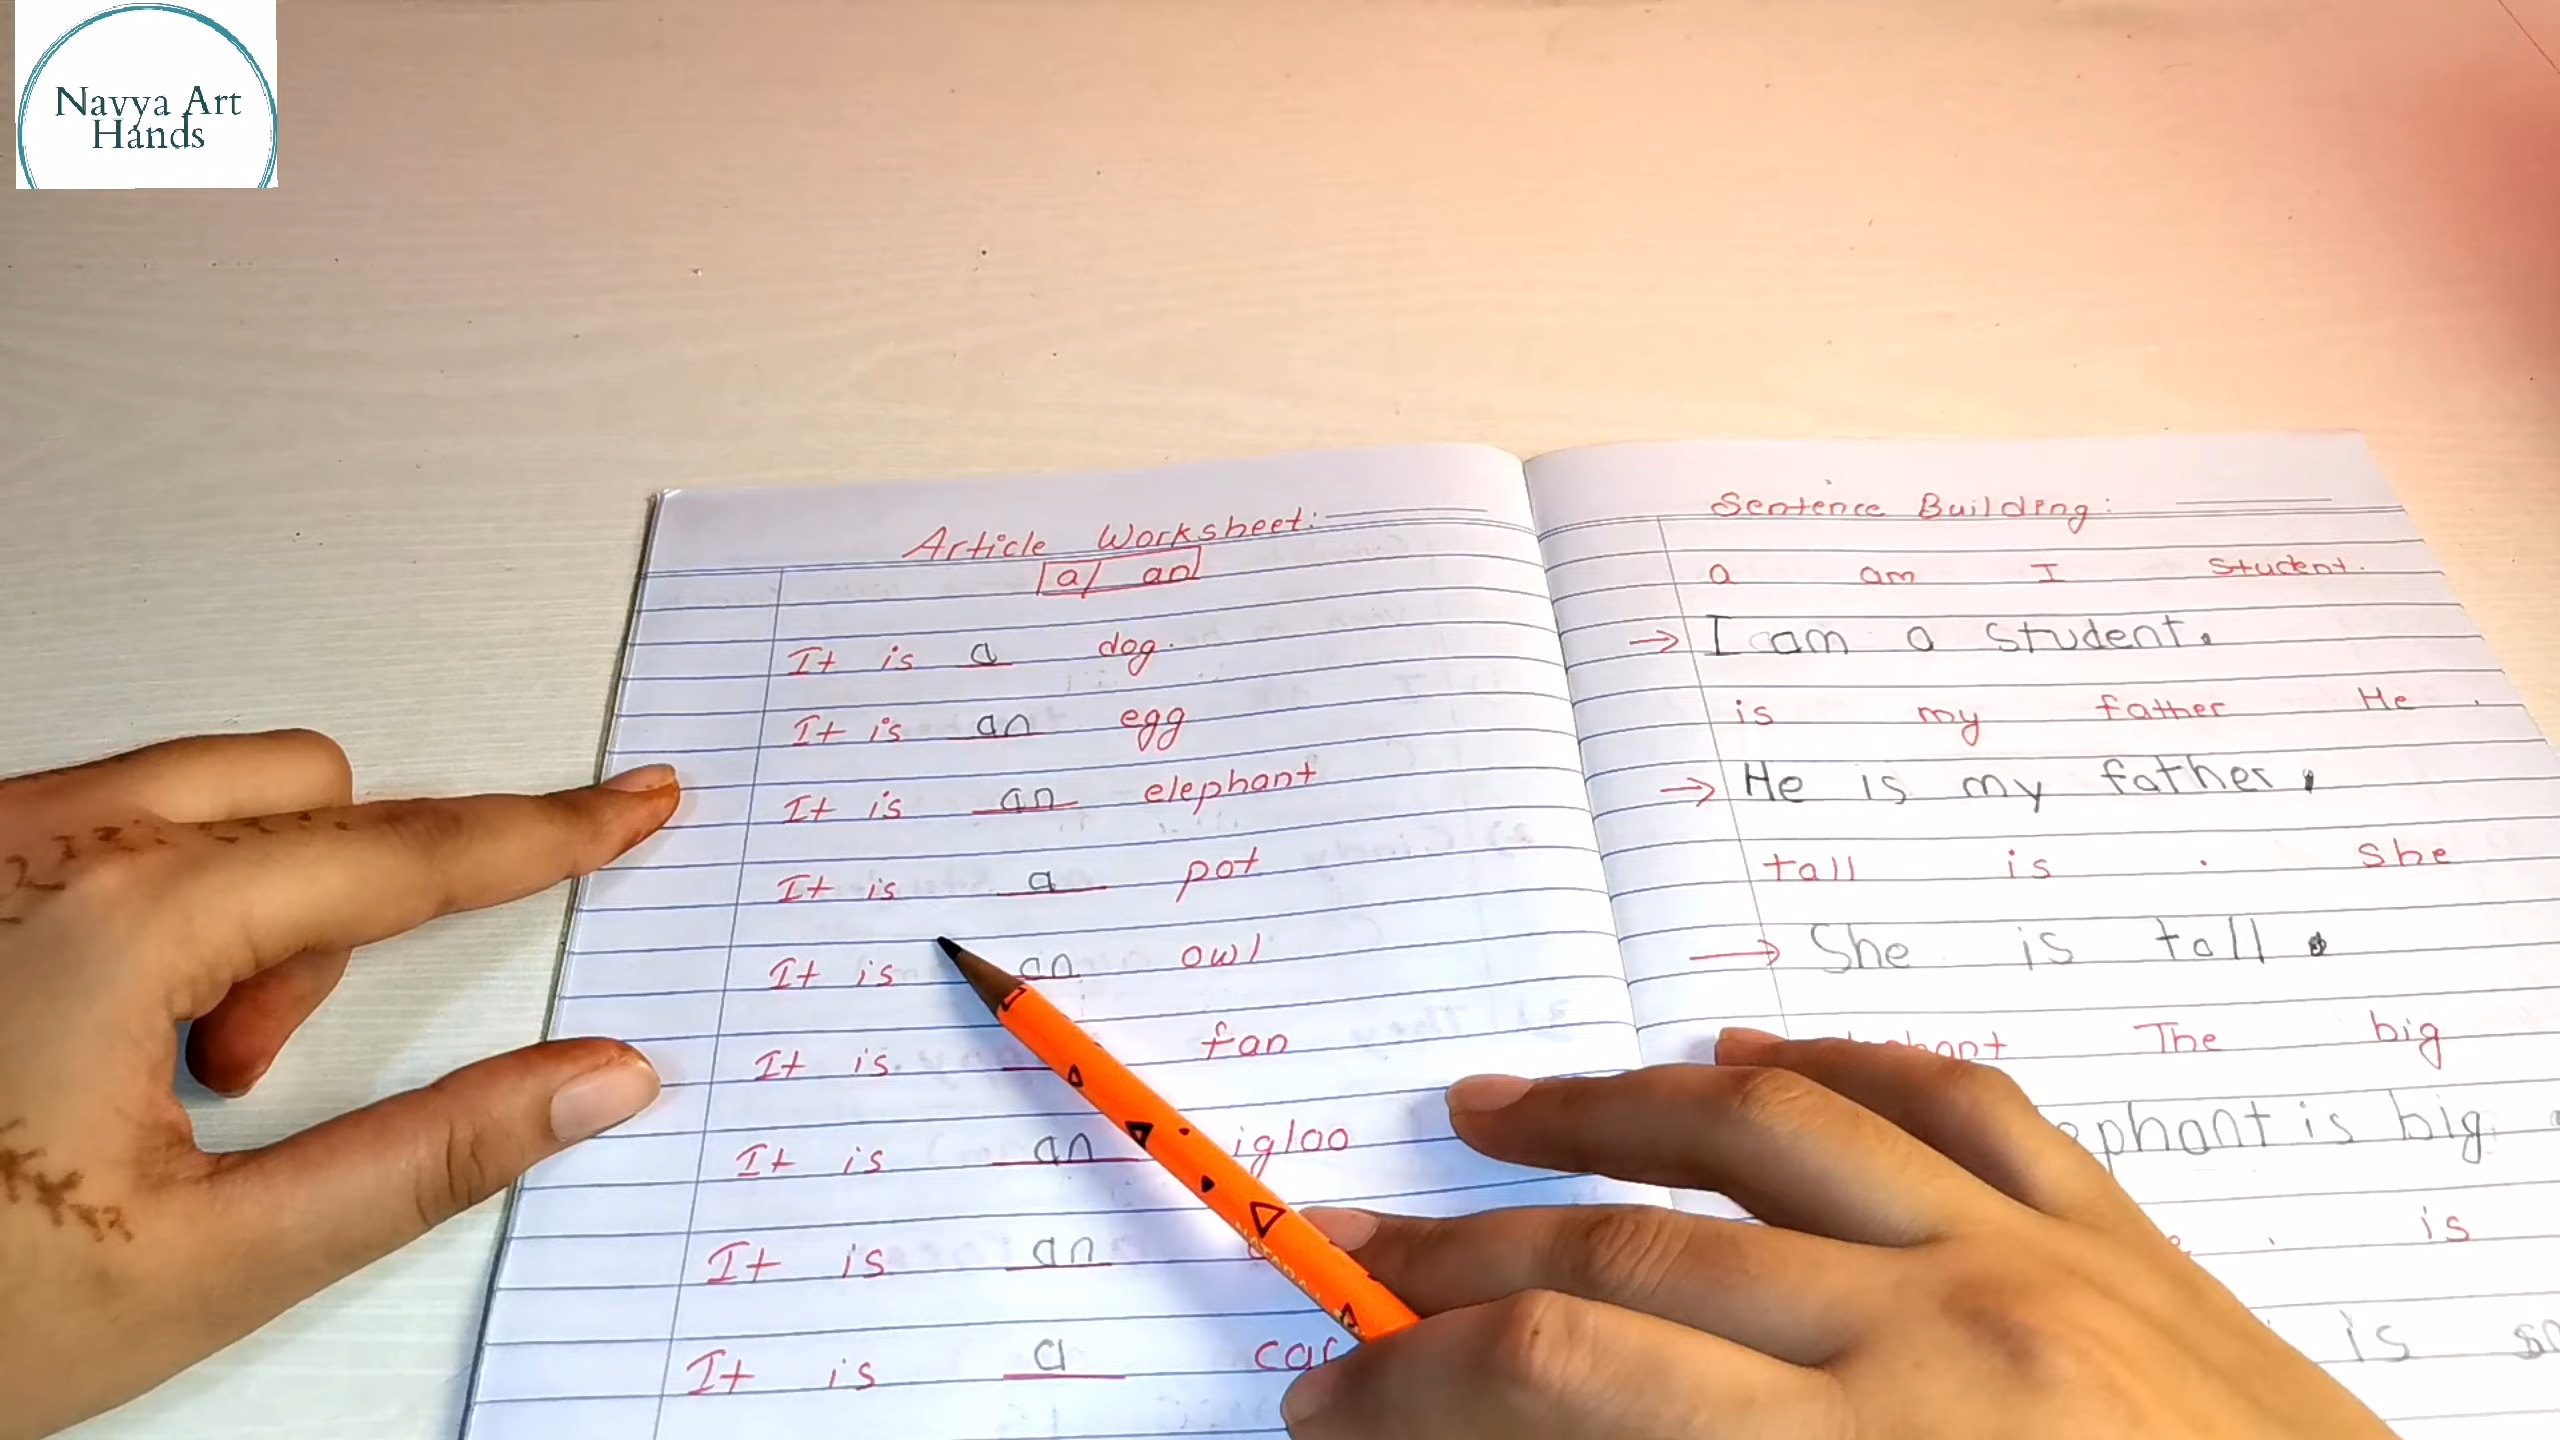 Navya Art
Hands
Article Worksheet:
a/ an
It is a dog.
It is an egg
It is an elephant
It is a pot
It is an owl
It is fan
It is an igloo
It is an
It is a car
Sentence Building:
a am I Student.
→ I am a student.
is my father He .
→ He is my father.
tall is . She
→ She is tall.
The big
is big
. is
is